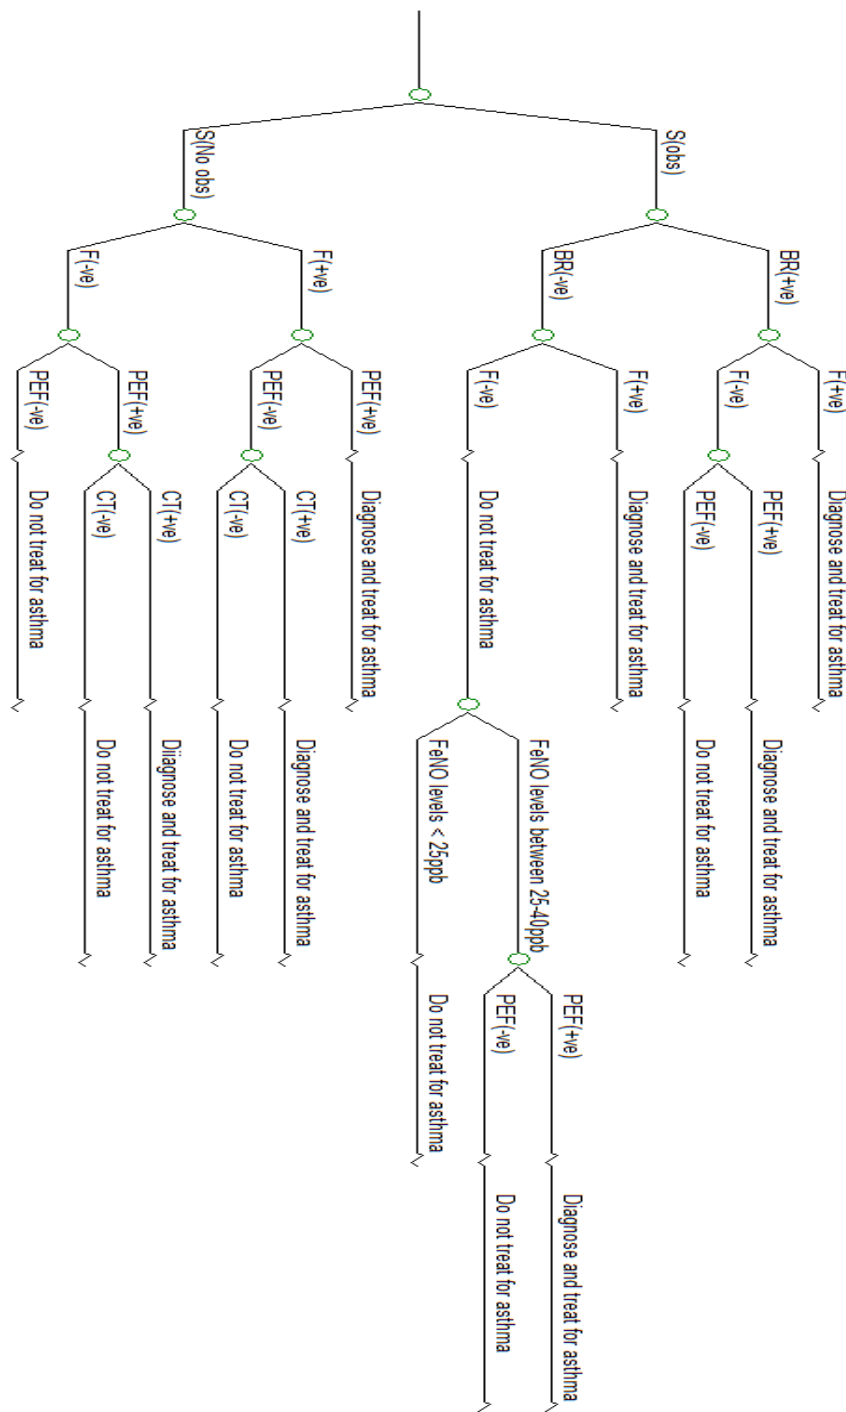 F(+ve) Diagnose and treat for asthma
BR(+ve)
PEF(+ve) Diagnose and treat for asthma
F(-ve)
PEF(-ve) Do not treat for asthma
S(obs)
F(+ve) Diagnose and treat for asthma
BR(-ve)
PEF(+ve) Diagnose and treat for asthma
FeNO levels between 25-40ppb
PEF(-ve) Do not treat for asthma
F(-ve) Do not treat for asthma
FeNO levels < 25ppb Do not treat for asthma
PEF(+ve) Diagnose and treat for asthma
F(+ve)
CT(+ve) Diagnose and treat for asthma
PEF(-ve)
CT(-ve) Do not treat for asthma
S(No obs)
CT(+ve) Diiagnose and treat for asthma
PEF(+ve)
CT(-ve) Do not treat for asthma
F(-ve)
PEF(-ve) Do not treat for asthma